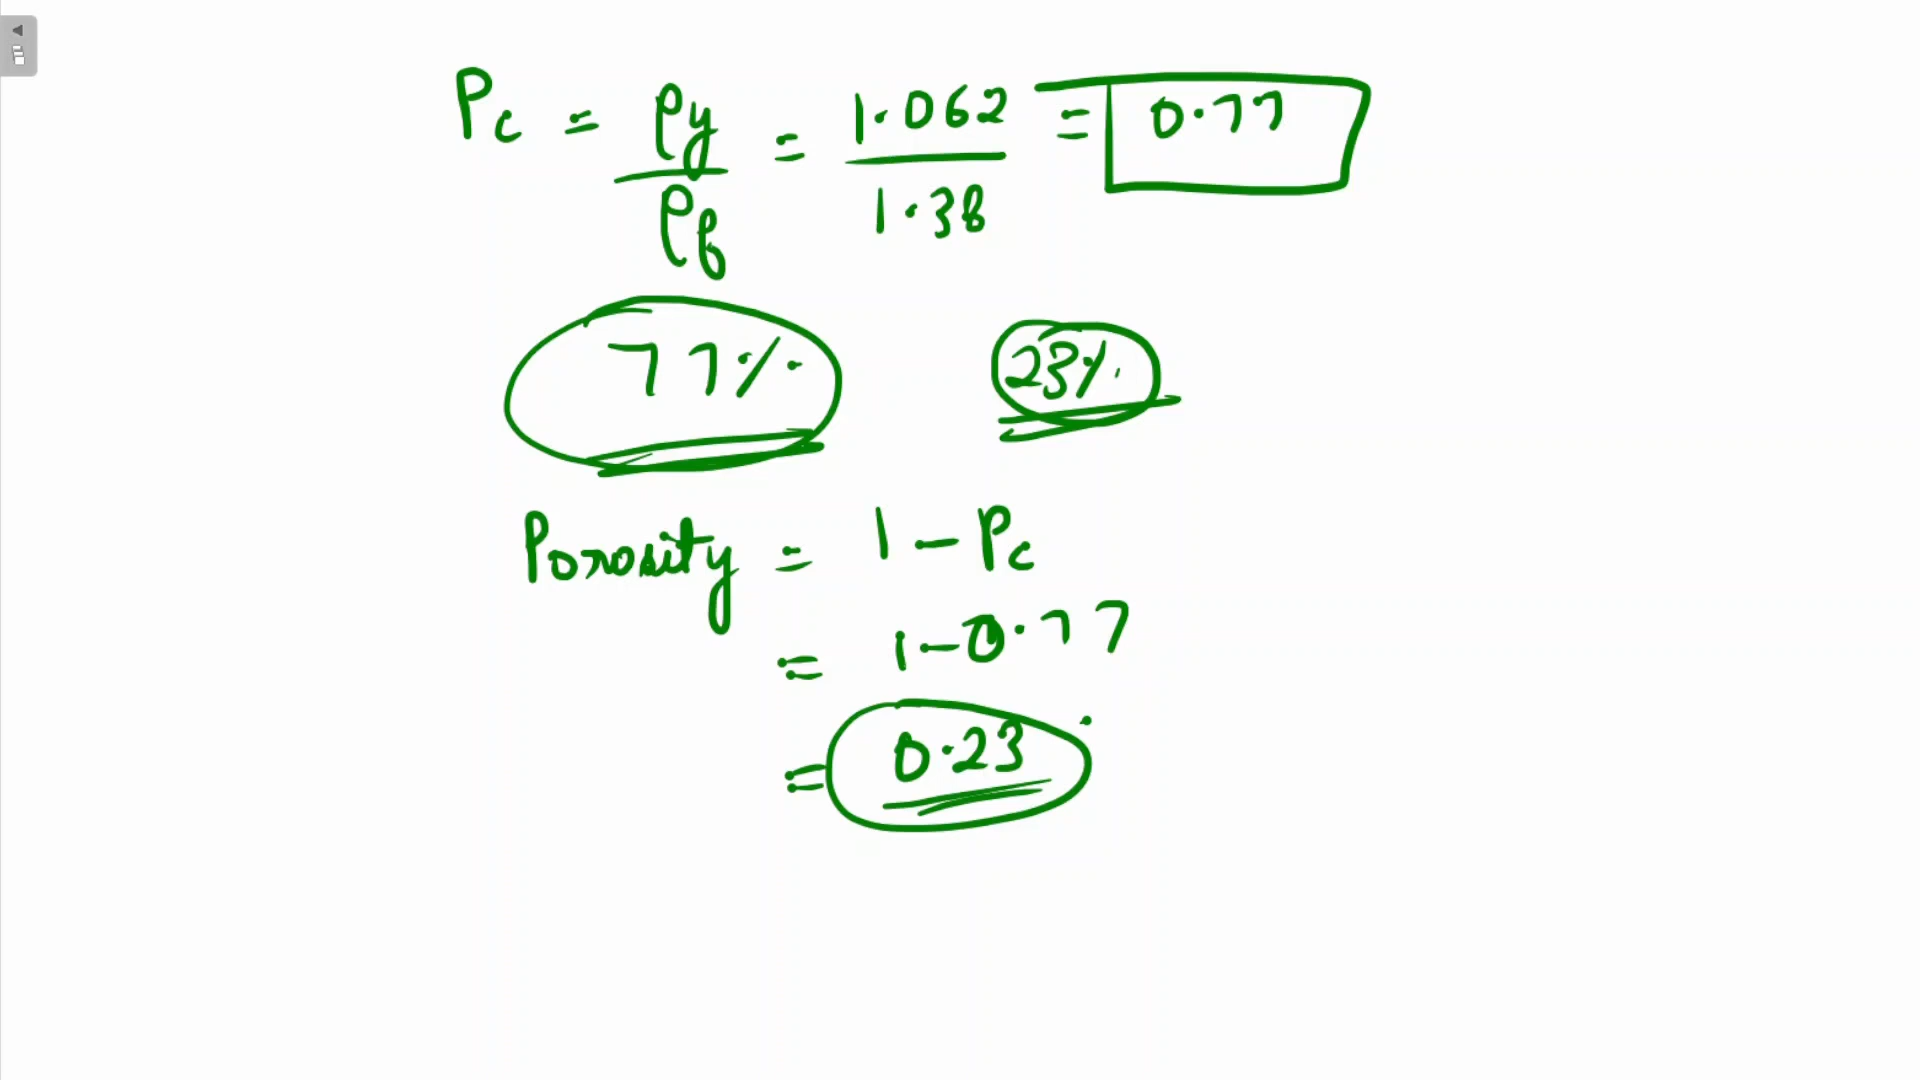 Pc = ρy / ρf = 1.062 / 1.38 = 0.77
77% 23%
Porosity = 1 - Pc
= 1 - 0.77
= 0.23